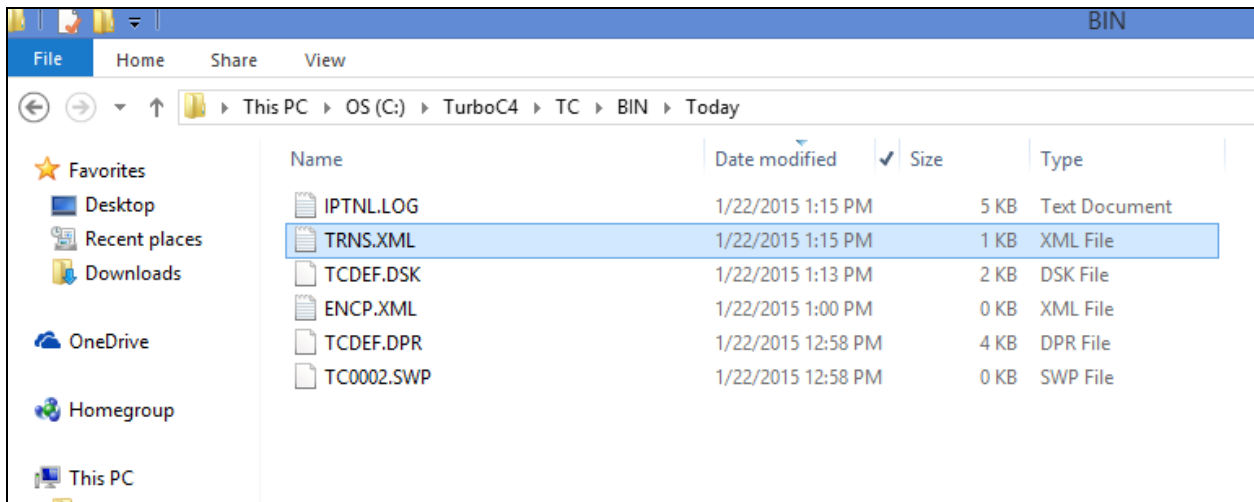 BIN
File Home Share View
This PC OS (C:) TurboC4 TC BIN Today
Favorites
Desktop
Recent places
Downloads
OneDrive
Homegroup
This PC
Name Date modified Size Type
IPTNL.LOG 1/22/2015 1:15 PM 5 KB Text Document
TRNS.XML 1/22/2015 1:15 PM 1 KB XML File
TCDEF.DSK 1/22/2015 1:13 PM 2 KB DSK File
ENCP.XML 1/22/2015 1:00 PM 0 KB XML File
TCDEF.DPR 1/22/2015 12:58 PM 4 KB DPR File
TC0002.SWP 1/22/2015 12:58 PM 0 KB SWP File